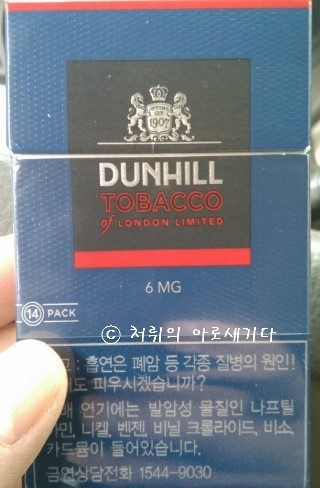 1907
DUNHILL
TOBACCO
of LONDON LIMITED
6 MG
14 PACK
© 처뤼의 아로새기다
고 : 흡연은 폐암 등 각종 질병의 원인!
도 피우시겠습니까?
배 연기에는 발암성 물질인 나프틸
민, 니켈, 벤젠, 비닐 크롤라이드, 비소,
카드뮴이 들어있습니다.
금연상담전화 1544-9030